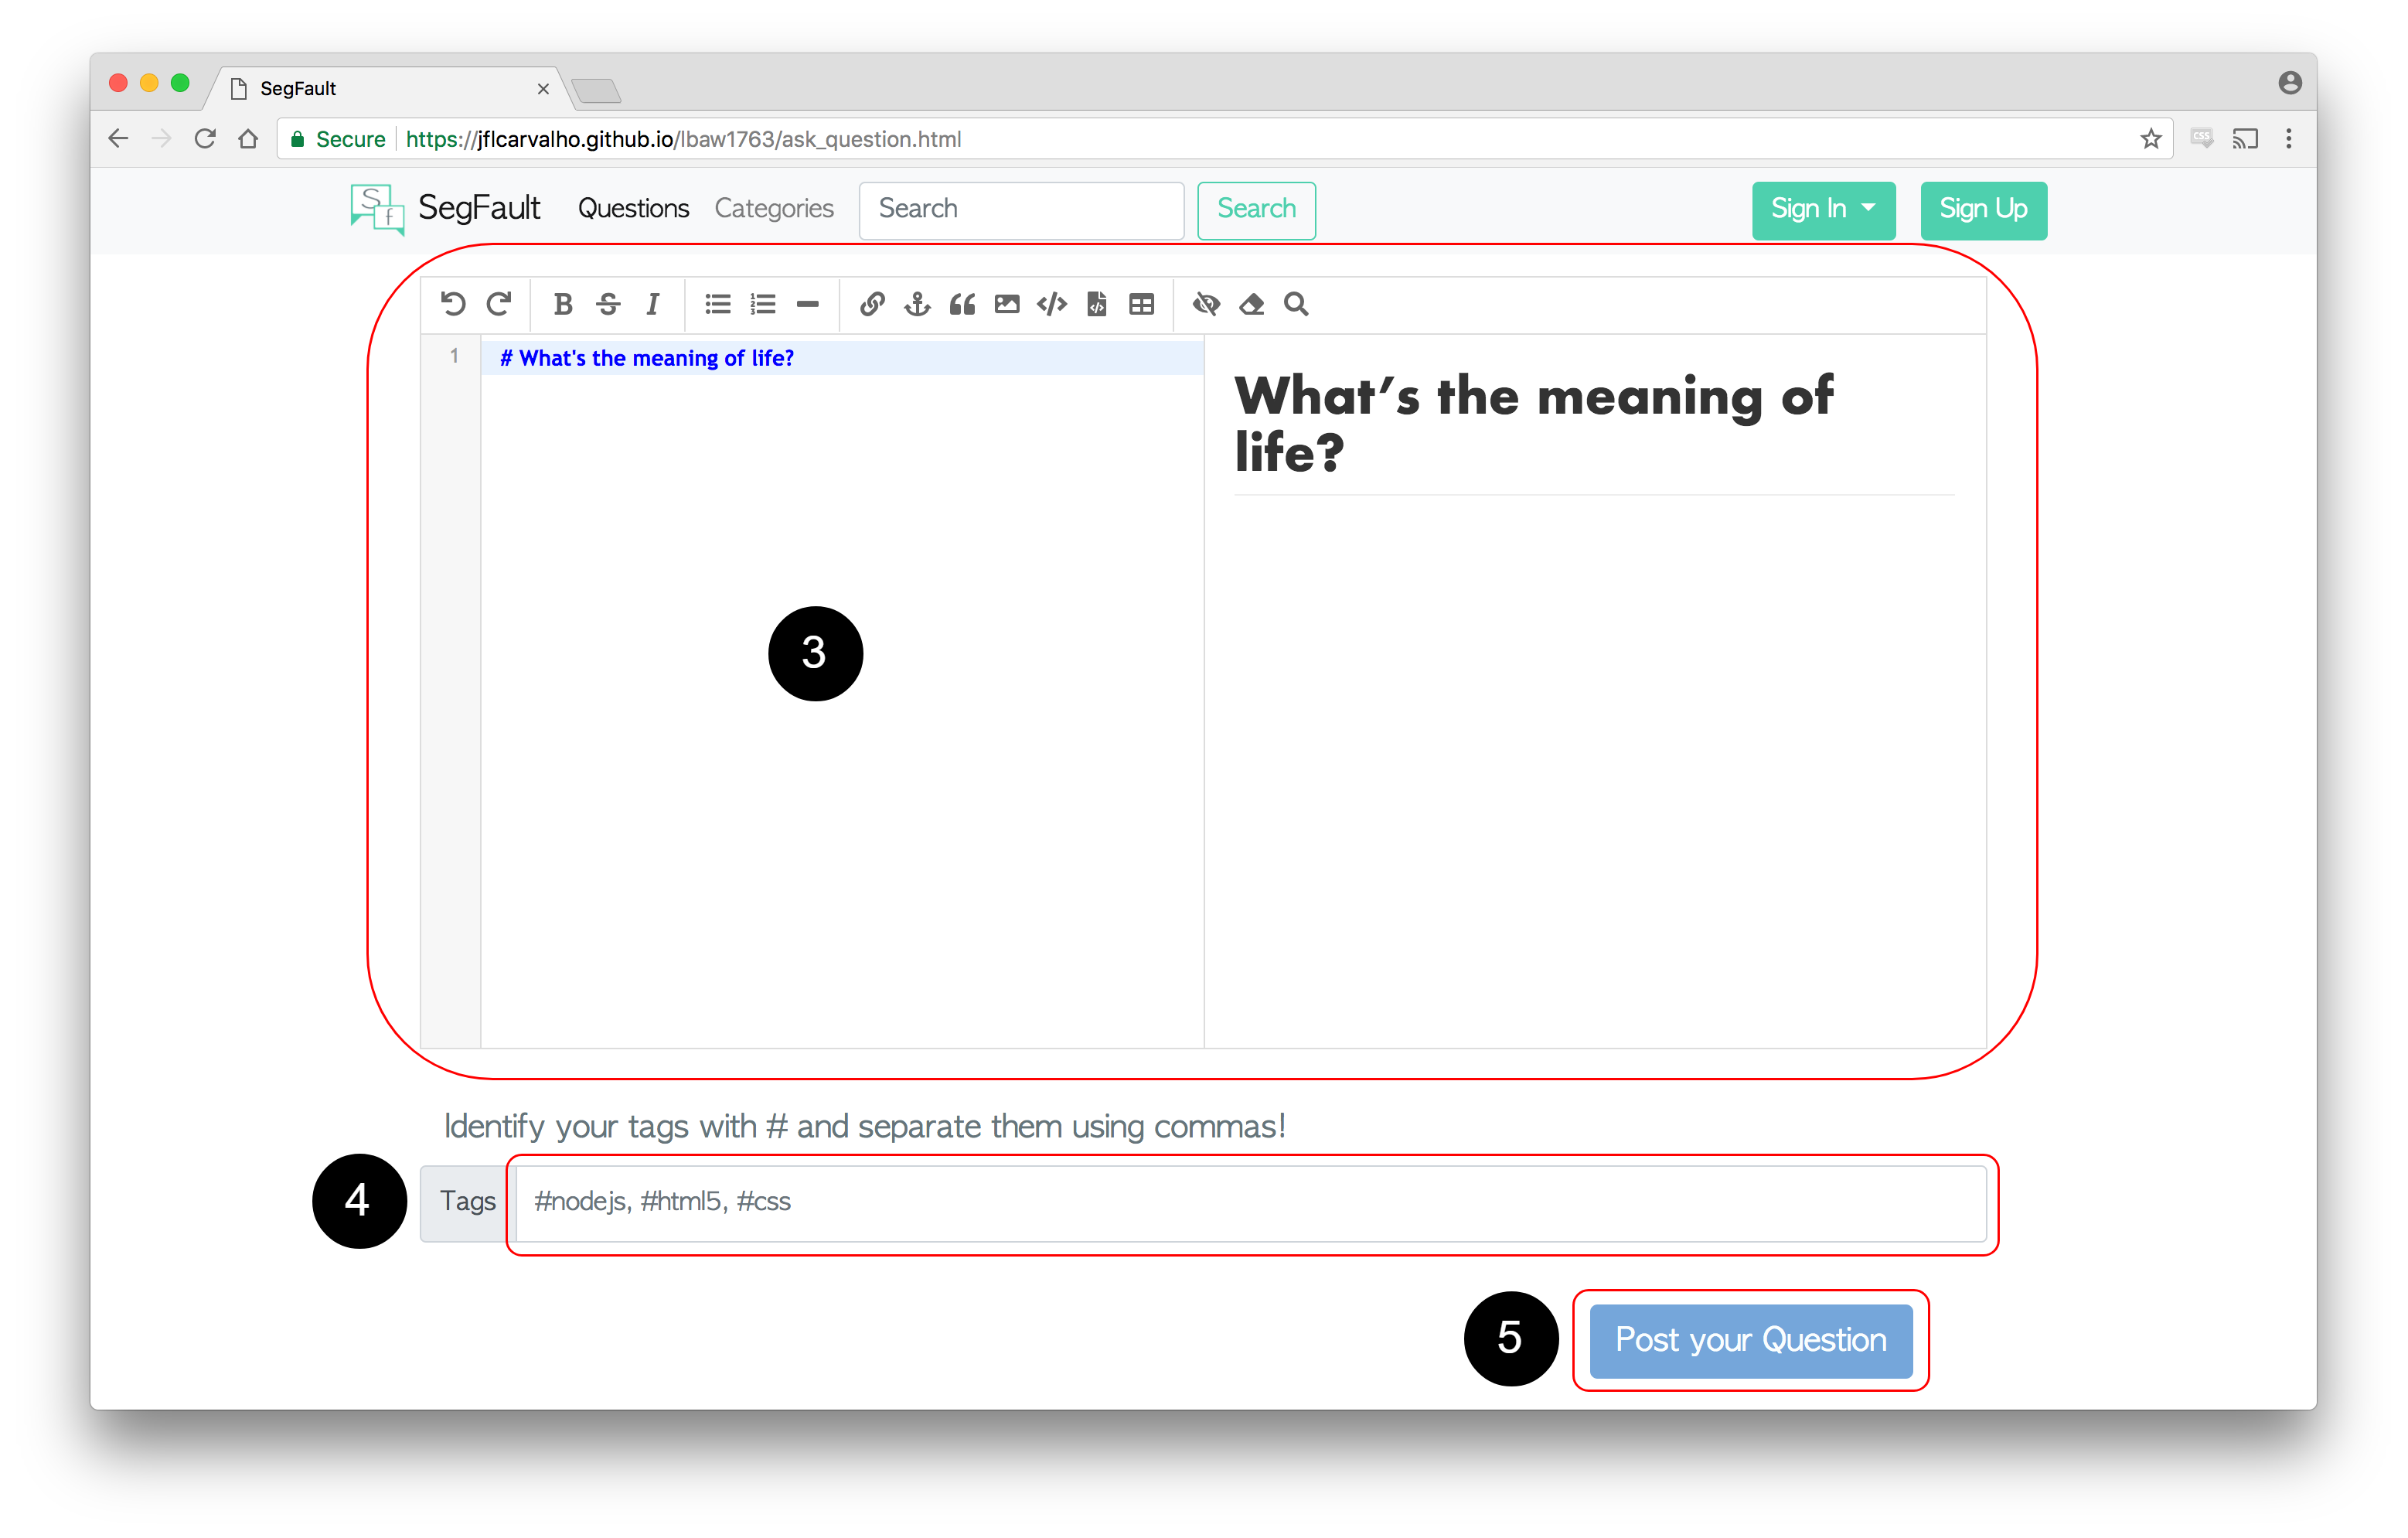 SegFault
Secure https://jflcarvalho.github.io/lbaw1763/ask_question.html
CSS
S f SegFault Questions Categories Search Search Sign In Sign Up
1 # What's the meaning of life?
What's the meaning of
life?
3
Identify your tags with # and separate them using commas!
4 Tags #nodejs, #html5, #css
5 Post your Question